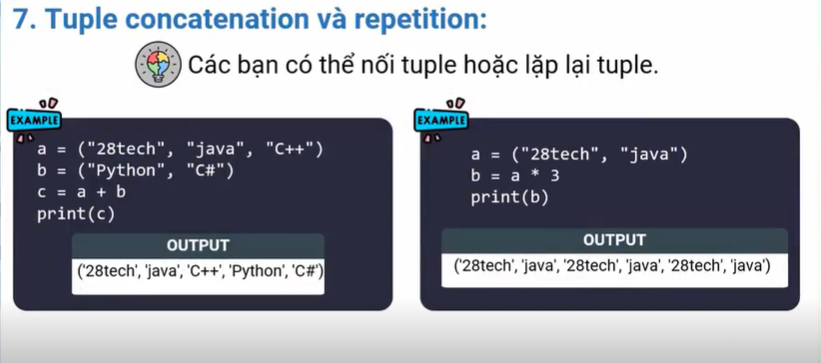 7. Tuple concatenation và repetition:
Các bạn có thể nối tuple hoặc lặp lại tuple.
EXAMPLE
a = ("28tech", "java", "C++")
b = ("Python", "C#")
c = a + b
print(c)
OUTPUT
('28tech', 'java', 'C++', 'Python', 'C#')
EXAMPLE
a = ("28tech", "java")
b = a * 3
print(b)
OUTPUT
('28tech', 'java', '28tech', 'java', '28tech', 'java')